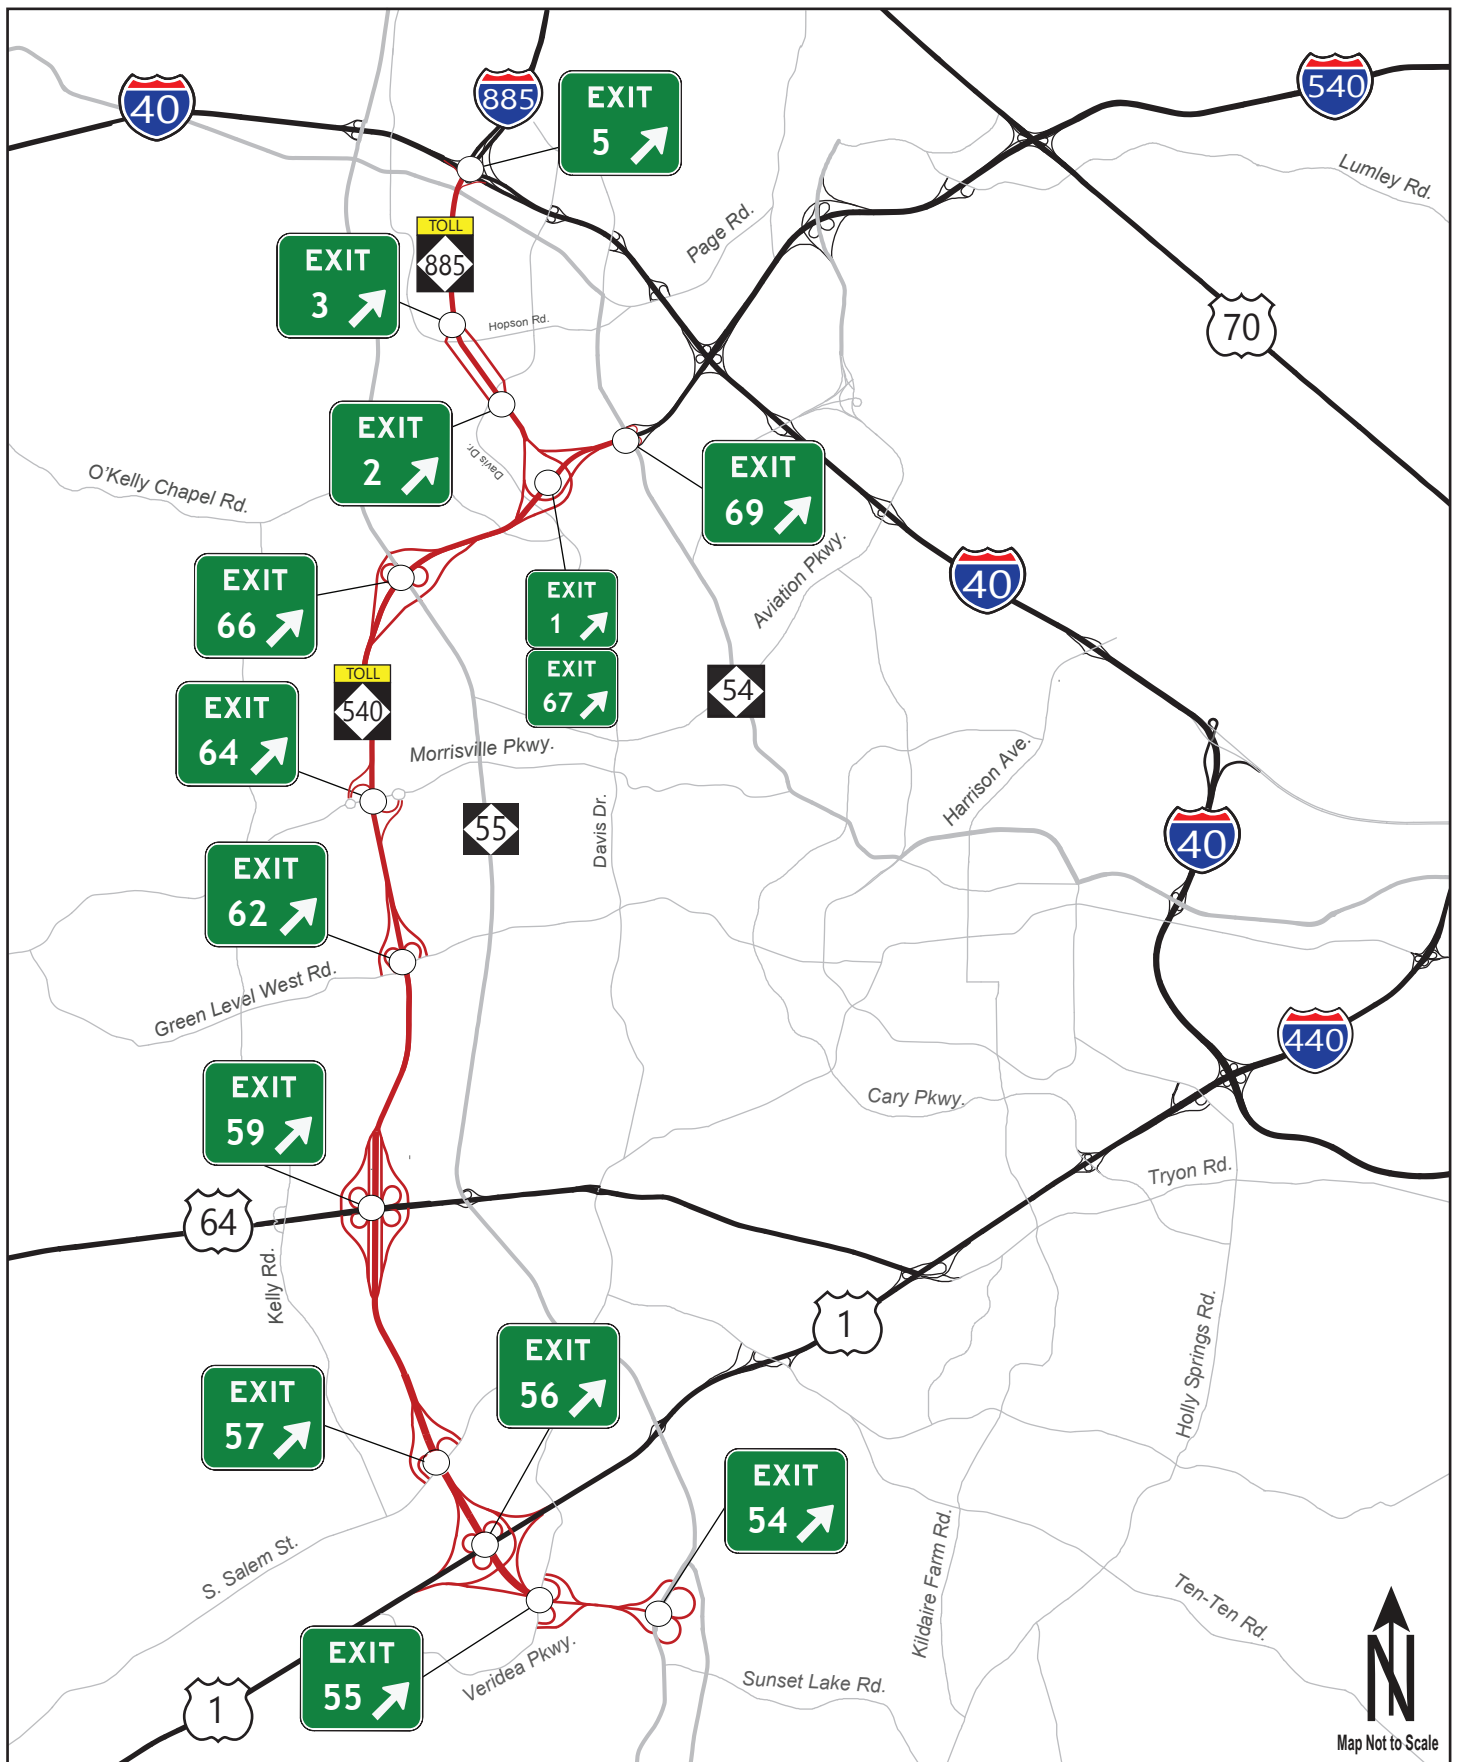 40
885
EXIT
5
540
Lumley Rd.
Page Rd.
TOLL
885
EXIT
3
Hopson Rd.
70
EXIT
2
Davis Dr.
O'Kelly Chapel Rd.
EXIT
69
Aviation Pkwy.
40
EXIT
66
EXIT
1
EXIT
67
TOLL
540
54
EXIT
64
Morrisville Pkwy.
Harrison Ave.
55
Davis Dr.
40
EXIT
62
Green Level West Rd.
440
EXIT
59
Cary Pkwy.
Tryon Rd.
64
Kelly Rd.
1
Holly Springs Rd.
EXIT
56
EXIT
57
EXIT
54
S. Salem St.
Kildaire Farm Rd.
Ten-Ten Rd.
EXIT
55
Veridea Pkwy.
Sunset Lake Rd.
1
N
Map Not to Scale